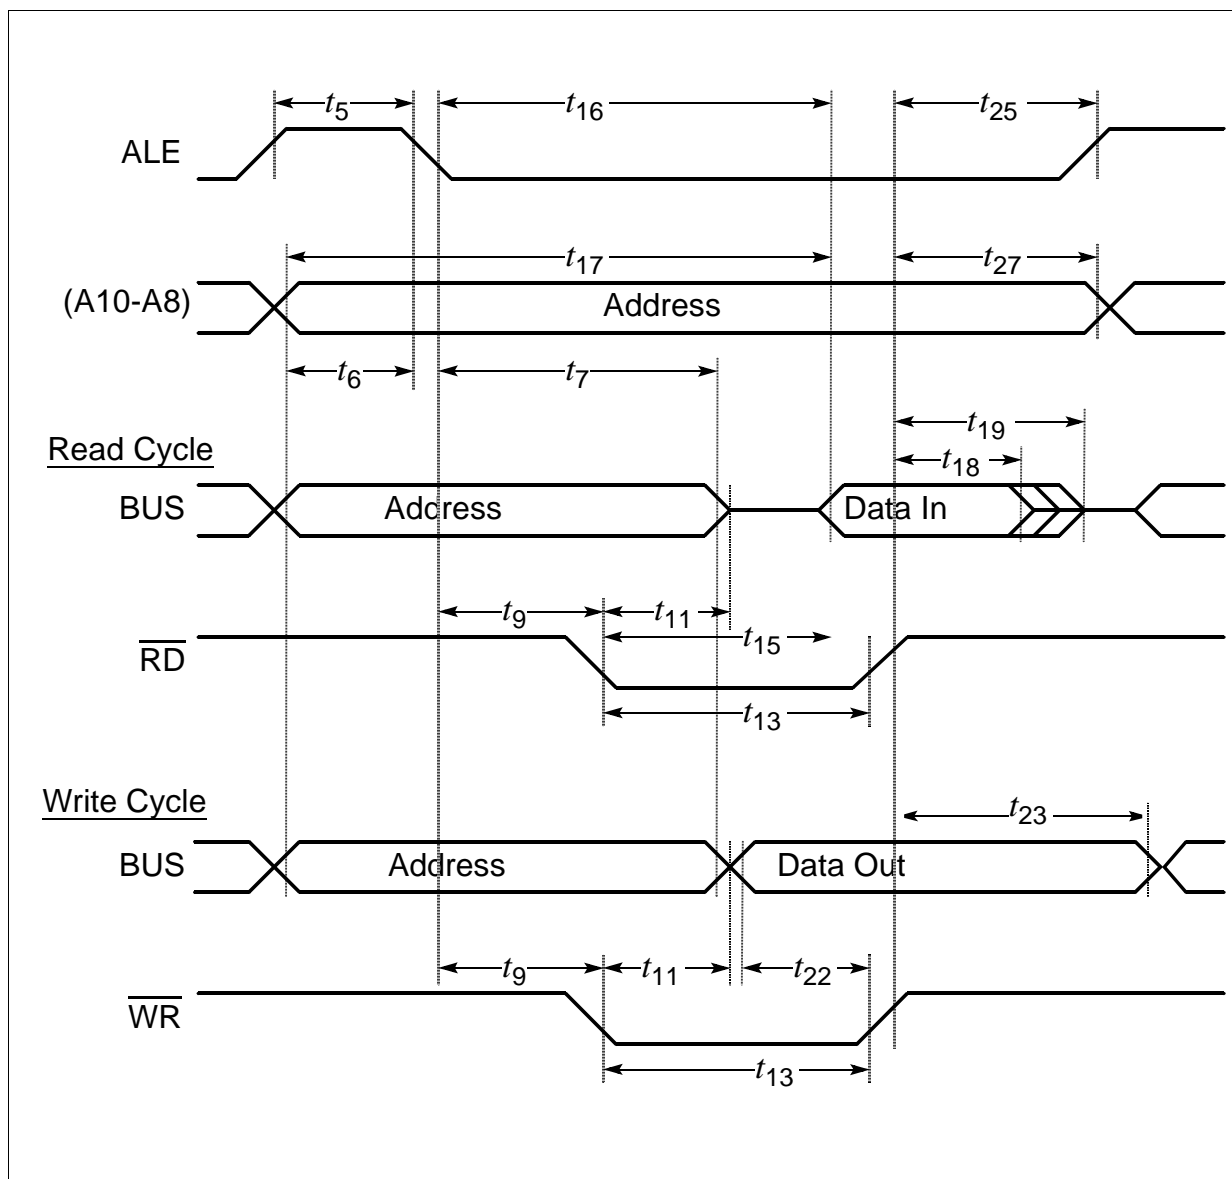 t5 t16 t25
ALE
t17 t27
(A10-A8) Address
t6 t7
t19
Read Cycle t18
BUS Address Data In
t9 t11
RD t15
t13
Write Cycle t23
BUS Address Data Out
t9 t11 t22
WR
t13